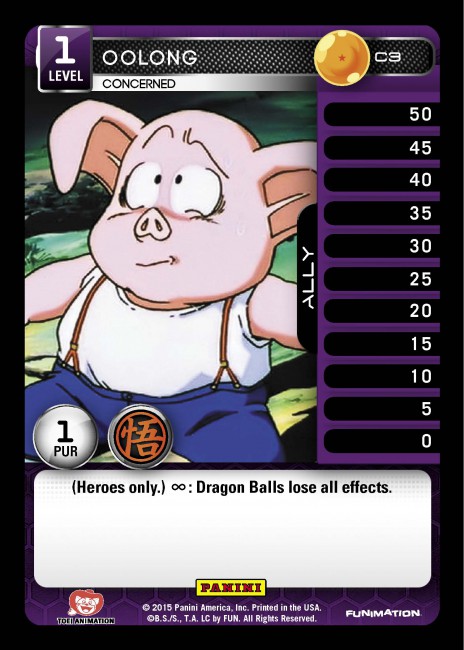 1
LEVEL
OOLONG
C3
CONCERNED
50
45
40
35
30
25
20
15
10
5
0
ALLY
1
PUR
悟
(Heroes only.) ∞: Dragon Balls lose all effects.
PANINI
TOEI ANIMATION
© 2015 Panini America, Inc. Printed in the USA.
©B.S./S., T.A. LC by FUN. All Rights Reserved.
FUNIMATION